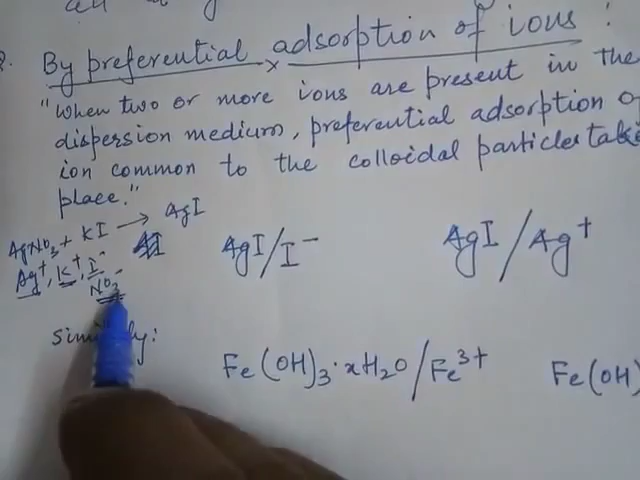 By preferential adsorption of ions :
"When two or more ions are present in the
dispersion medium, preferential adsorption of
ion common to the colloidal particles take
place."
AgNO3 + KI → AgI
Ag+, K+, I-
NO3-
AgI/I-
AgI/Ag+
Fe(OH)3·xH2O/Fe3+
Fe(OH)